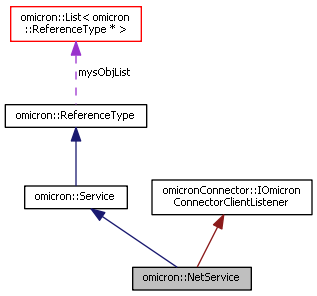 omicron::List< omicron
::ReferenceType * >
mysObjList
omicron::ReferenceType
omicron::Service
omicronConnector::IOmicron
ConnectorClientListener
omicron::NetService